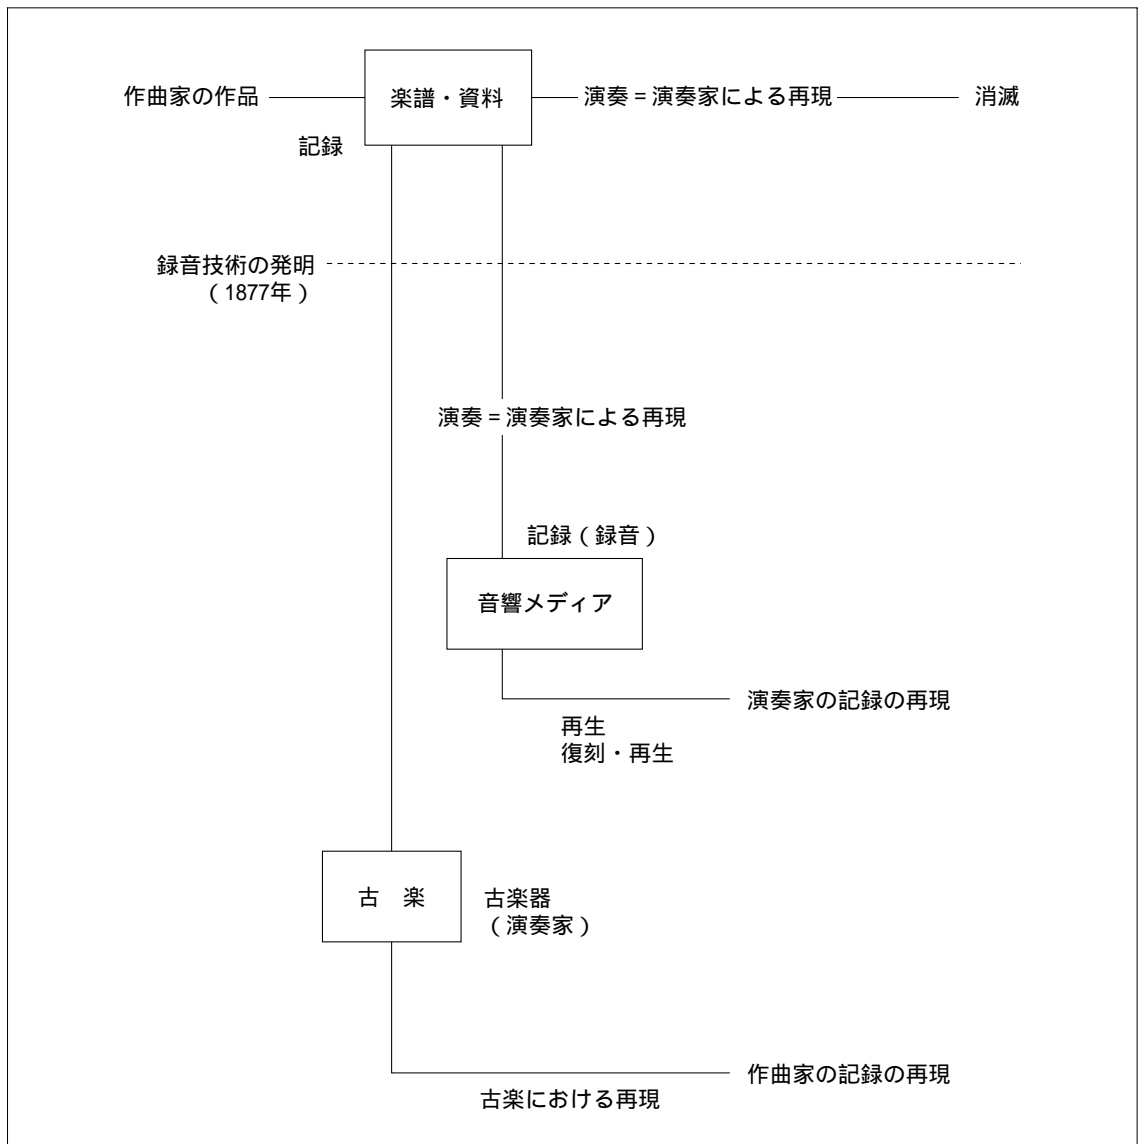 作曲家の作品
楽譜・資料
演奏=演奏家による再現
消滅
記録
録音技術の発明
(1877年)
演奏=演奏家による再現
記録(録音)
音響メディア
演奏家の記録の再現
再生
復刻・再生
古　楽
古楽器
(演奏家)
作曲家の記録の再現
古楽における再現